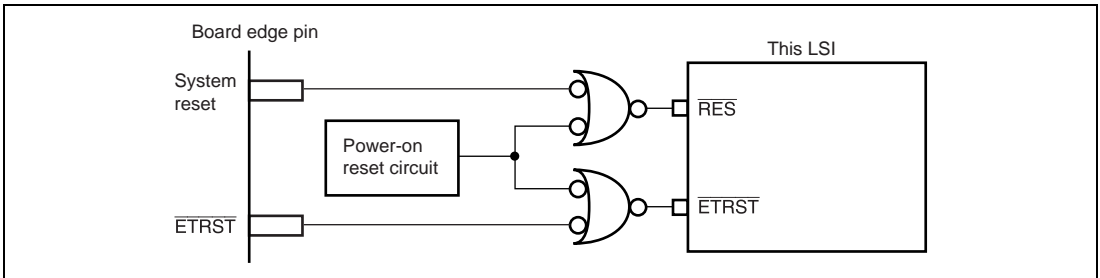 Board edge pin
This LSI
System
reset
RES
Power-on
reset circuit
ETRST
ETRST